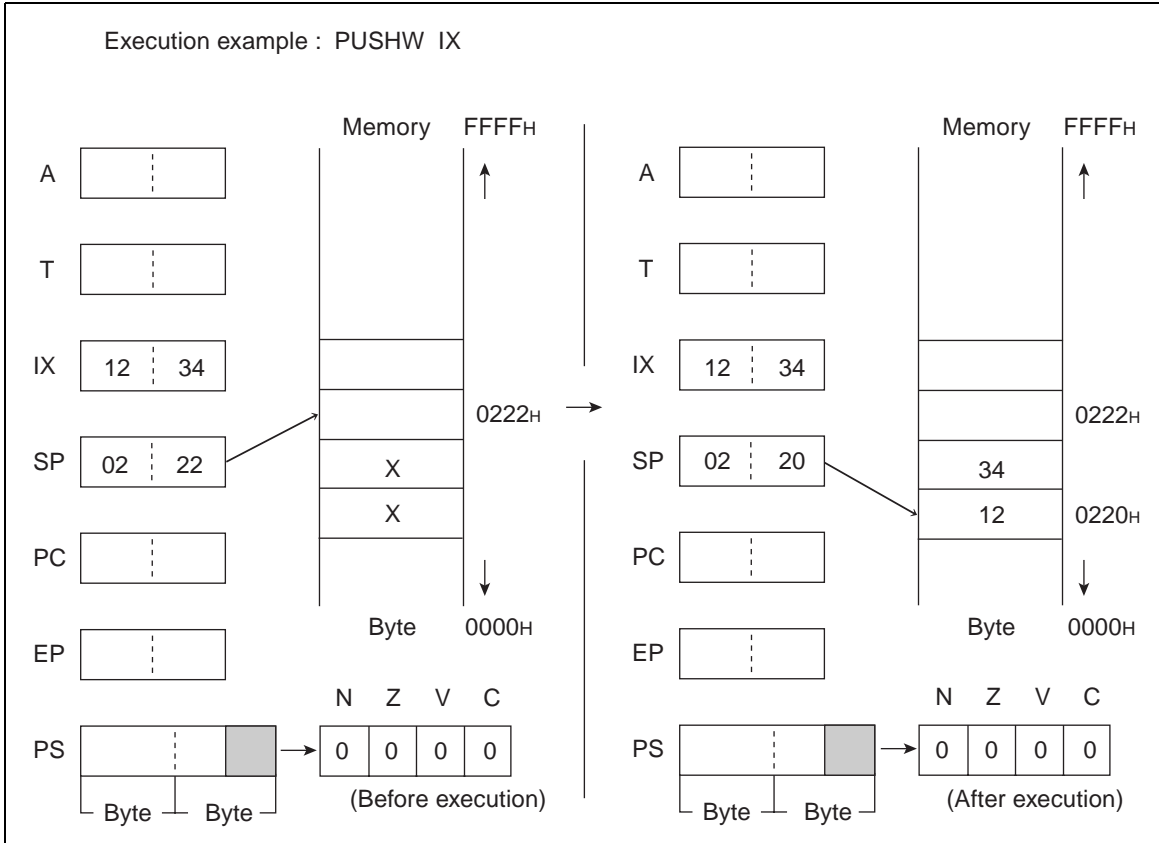 Execution example : PUSHW IX
Memory FFFFH
A
T
IX 12 34
0222H
SP 02 22 X
X
PC
Byte 0000H
EP
N Z V C
PS 0 0 0 0
Byte Byte (Before execution)
Memory FFFFH
A
T
IX 12 34
0222H
SP 02 20 34
12 0220H
PC
Byte 0000H
EP
N Z V C
PS 0 0 0 0
Byte Byte (After execution)